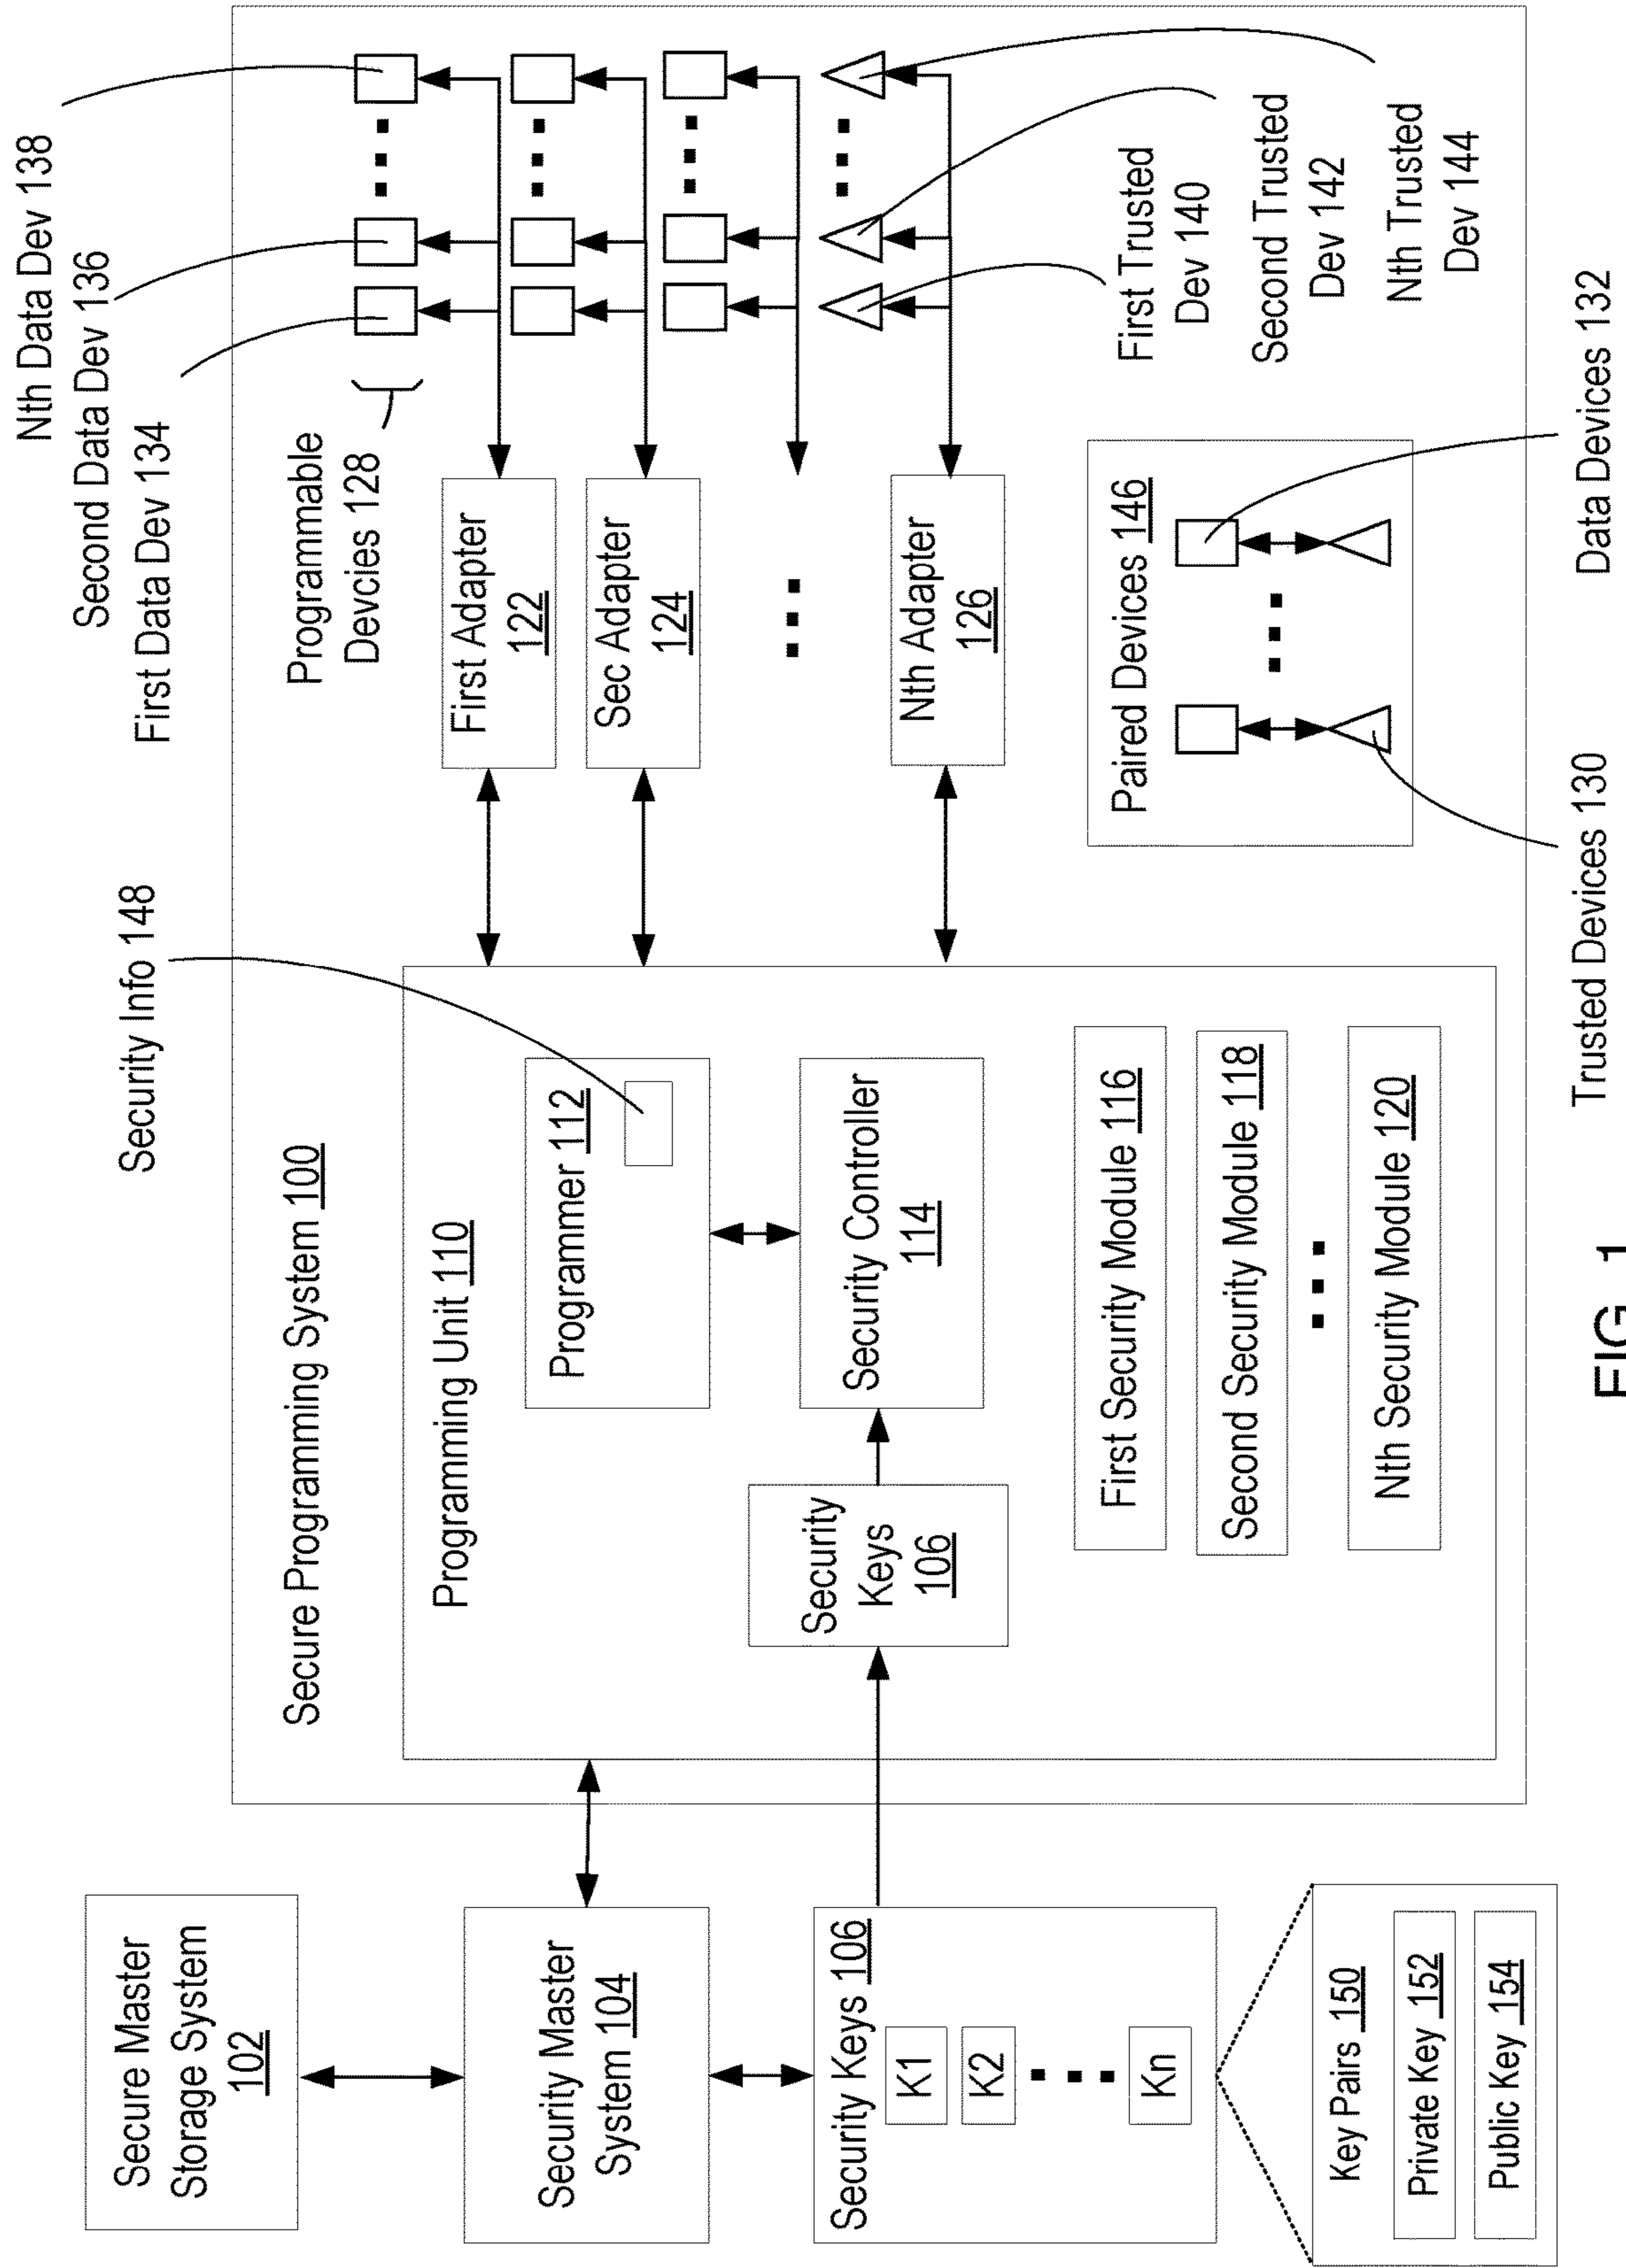 Secure Master
Storage System
102
Security Master
System 104
Security Keys 106
K1
K2
Kn
Key Pairs 150
Private Key 152
Public Key 154
Secure Programming System 100
Programming Unit 110
Security
Keys
106
Programmer 112
Security Controller
114
First Security Module 116
Second Security Module 118
Nth Security Module 120
Security Info 148
First Adapter
122
Sec Adapter
124
Nth Adapter
126
Programmable
Devcies 128
Nth Data Dev 138
Second Data Dev 136
First Data Dev 134
First Trusted
Dev 140
Second Trusted
Dev 142
Nth Trusted
Dev 144
Paired Devices 146
Trusted Devices 130
Data Devices 132
FIG. 1